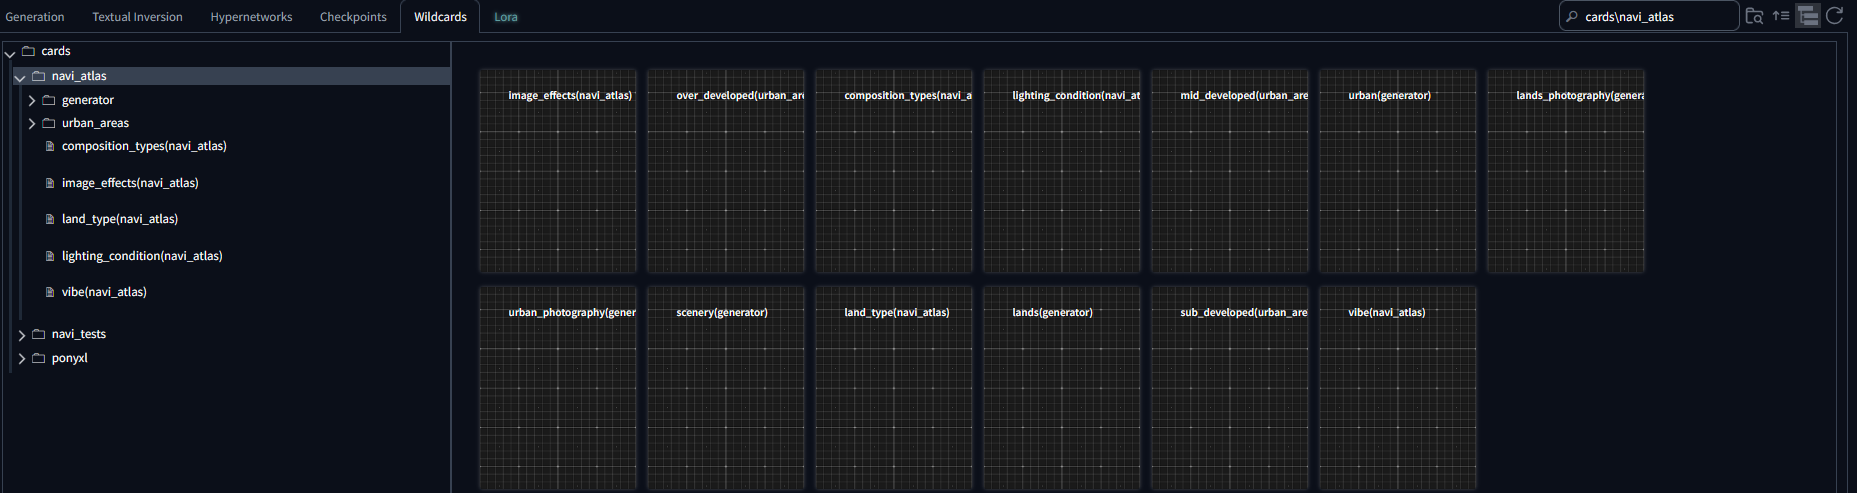 Generation
Textual Inversion
Hypernetworks
Checkpoints
Wildcards
Lora
cards\navi_atlas
cards
navi_atlas
generator
urban_areas
composition_types(navi_atlas)
image_effects(navi_atlas)
land_type(navi_atlas)
lighting_condition(navi_atlas)
vibe(navi_atlas)
navi_tests
ponyxl
image_effects(navi_atlas)
over_developed(urban_are
composition_types(navi_a
lighting_condition(navi_at
mid_developed(urban_are
urban(generator)
lands_photography(genera
urban_photography(gener
scenery(generator)
land_type(navi_atlas)
lands(generator)
sub_developed(urban_are
vibe(navi_atlas)